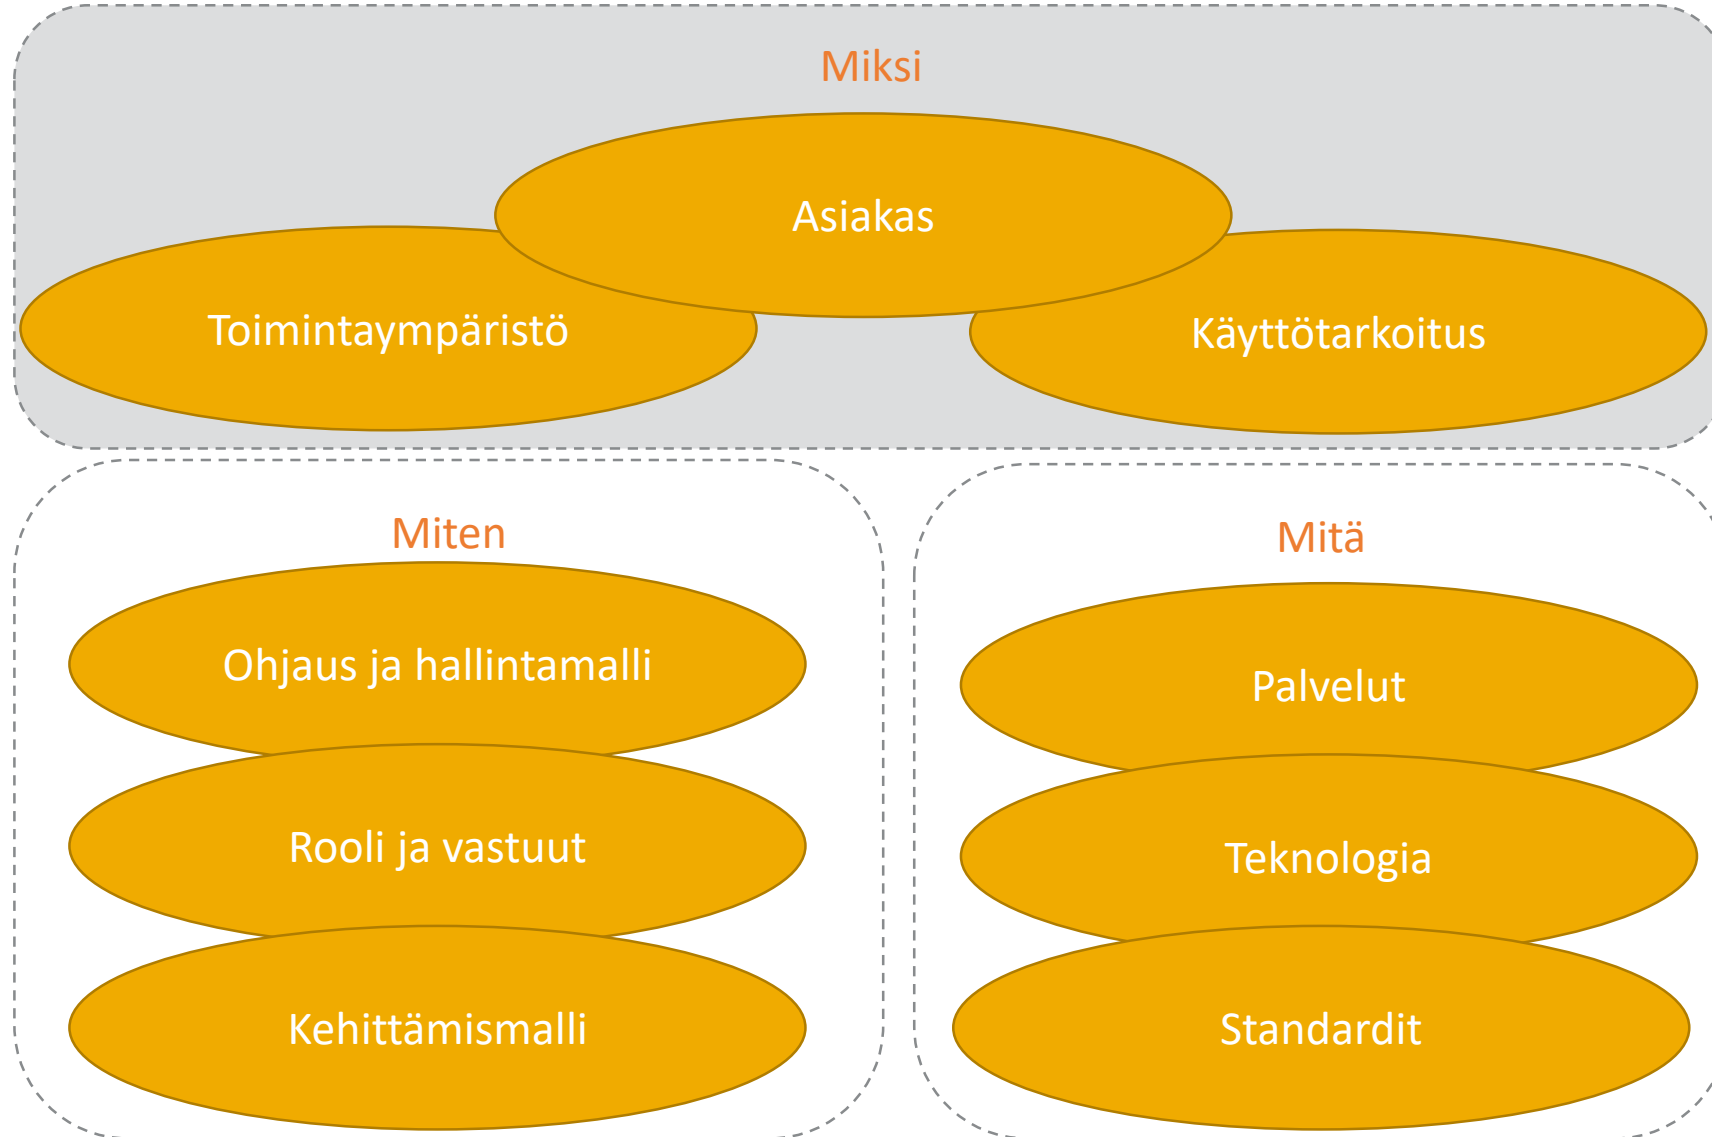 Miksi
Asiakas
Toimintaympäristö
Käyttötarkoitus
Miten
Ohjaus ja hallintamalli
Rooli ja vastuut
Kehittämismalli
Mitä
Palvelut
Teknologia
Standardit